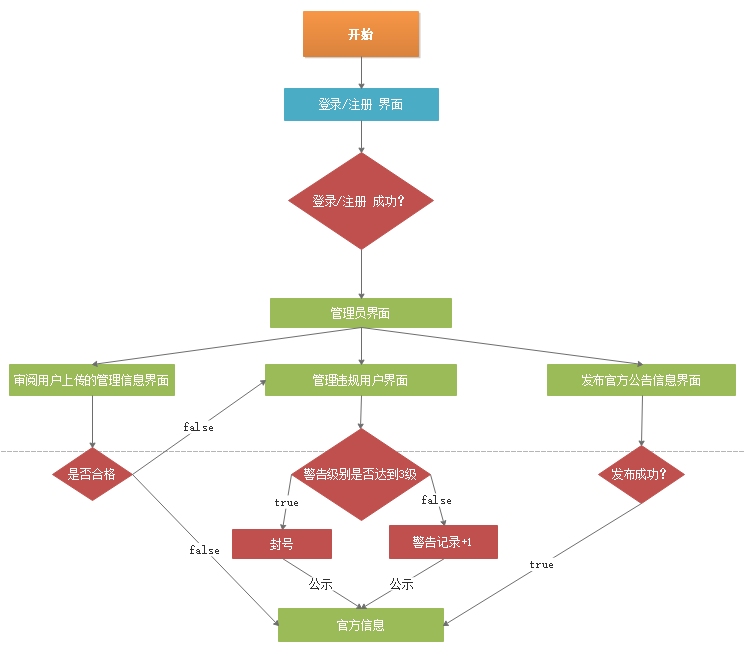 开始
登录/注册 界面
登录/注册 成功?
管理员界面
审阅用户上传的管理信息界面
管理违规用户界面
发布官方公告信息界面
false
是否合格
警告级别是否达到3级
发布成功?
true
false
封号
警告记录+1
false
true
公示
公示
官方信息